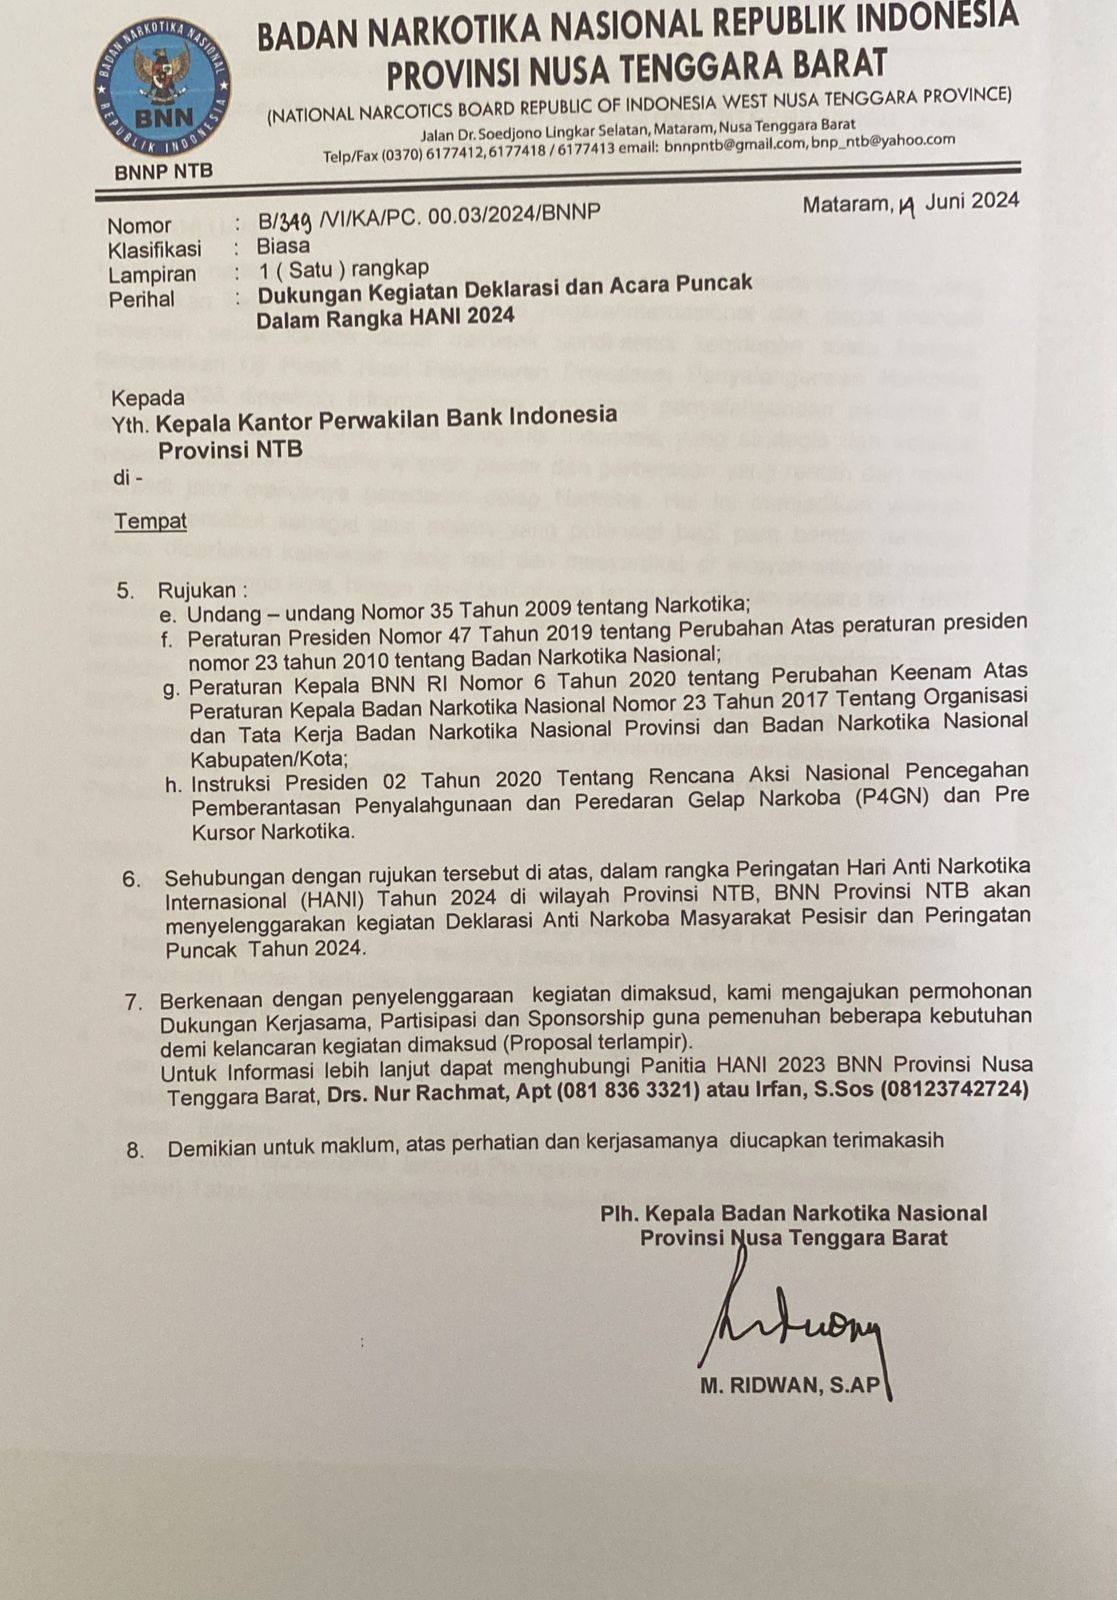 BADAN NARKOTIKA NASIONAL
REPUBLIK INDONESIA
BNN
BNNP NTB
BADAN NARKOTIKA NASIONAL REPUBLIK INDONESIA
PROVINSI NUSA TENGGARA BARAT
(NATIONAL NARCOTICS BOARD REPUBLIC OF INDONESIA WEST NUSA TENGGARA PROVINCE)
Jalan Dr. Soedjono Lingkar Selatan, Mataram, Nusa Tenggara Barat
Telp/Fax (0370) 6177412, 6177418 / 6177413 email: bnnpntb@gmail.com, bnp_ntb@yahoo.com
Mataram, Juni 2024
Nomor : B/349 /VI/KA/PC. 00.03/2024/BNNP
Klasifikasi : Biasa
Lampiran : 1 ( Satu ) rangkap
Perihal : Dukungan Kegiatan Deklarasi dan Acara Puncak
Dalam Rangka HANI 2024
Kepada
Yth. Kepala Kantor Perwakilan Bank Indonesia
Provinsi NTB
di -
Tempat
5. Rujukan :
e. Undang – undang Nomor 35 Tahun 2009 tentang Narkotika;
f. Peraturan Presiden Nomor 47 Tahun 2019 tentang Perubahan Atas peraturan presiden
nomor 23 tahun 2010 tentang Badan Narkotika Nasional;
g. Peraturan Kepala BNN RI Nomor 6 Tahun 2020 tentang Perubahan Keenam Atas
Peraturan Kepala Badan Narkotika Nasional Nomor 23 Tahun 2017 Tentang Organisasi
dan Tata Kerja Badan Narkotika Nasional Provinsi dan Badan Narkotika Nasional
Kabupaten/Kota;
h. Instruksi Presiden 02 Tahun 2020 Tentang Rencana Aksi Nasional Pencegahan
Pemberantasan Penyalahgunaan dan Peredaran Gelap Narkoba (P4GN) dan Pre
Kursor Narkotika.
6. Sehubungan dengan rujukan tersebut di atas, dalam rangka Peringatan Hari Anti Narkotika
Internasional (HANI) Tahun 2024 di wilayah Provinsi NTB, BNN Provinsi NTB akan
menyelenggarakan kegiatan Deklarasi Anti Narkoba Masyarakat Pesisir dan Peringatan
Puncak Tahun 2024.
7. Berkenaan dengan penyelenggaraan kegiatan dimaksud, kami mengajukan permohonan
Dukungan Kerjasama, Partisipasi dan Sponsorship guna pemenuhan beberapa kebutuhan
demi kelancaran kegiatan dimaksud (Proposal terlampir).
Untuk Informasi lebih lanjut dapat menghubungi Panitia HANI 2023 BNN Provinsi Nusa
Tenggara Barat, Drs. Nur Rachmat, Apt (081 836 3321) atau Irfan, S.Sos (08123742724)
8. Demikian untuk maklum, atas perhatian dan kerjasamanya diucapkan terimakasih
Plh. Kepala Badan Narkotika Nasional
Provinsi Nusa Tenggara Barat
M. RIDWAN, S.AP